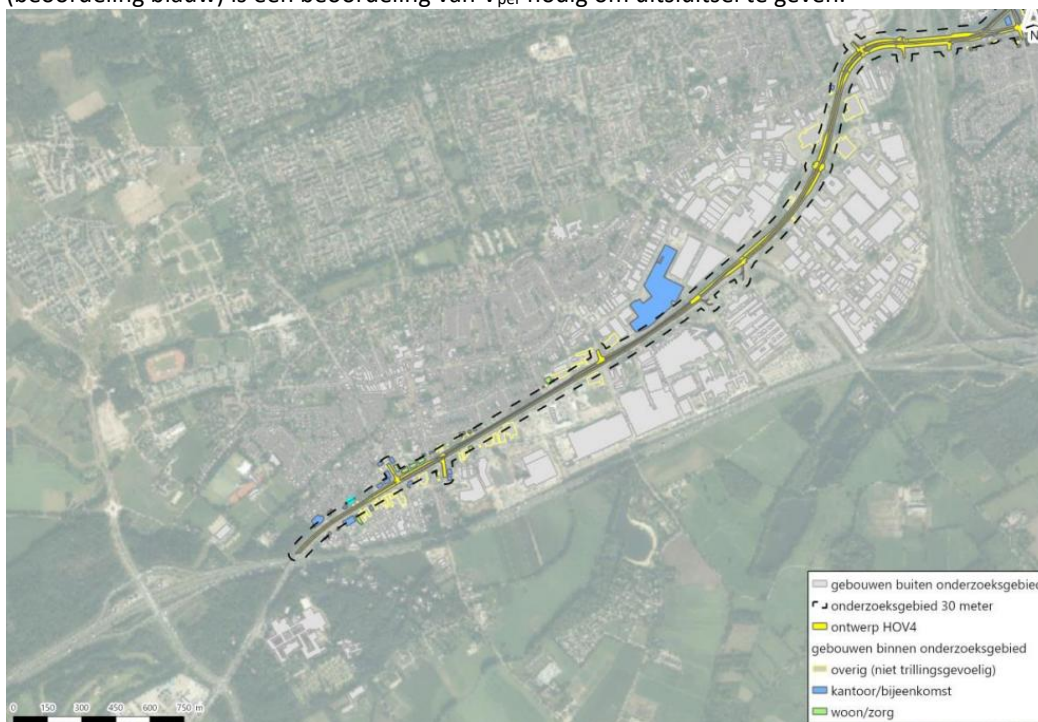 (beoordeling blauw) is een beoordeling van Vper nodig om uitsluitsel te geven.
N
gebouwen buiten onderzoeksgebied
onderzoeksgebied 30 meter
ontwerp HOV4
gebouwen binnen onderzoeksgebied
overig (niet trillingsgevoelig)
kantoor/bijeenkomst
woon/zorg
0 150 300 450 600 750 m